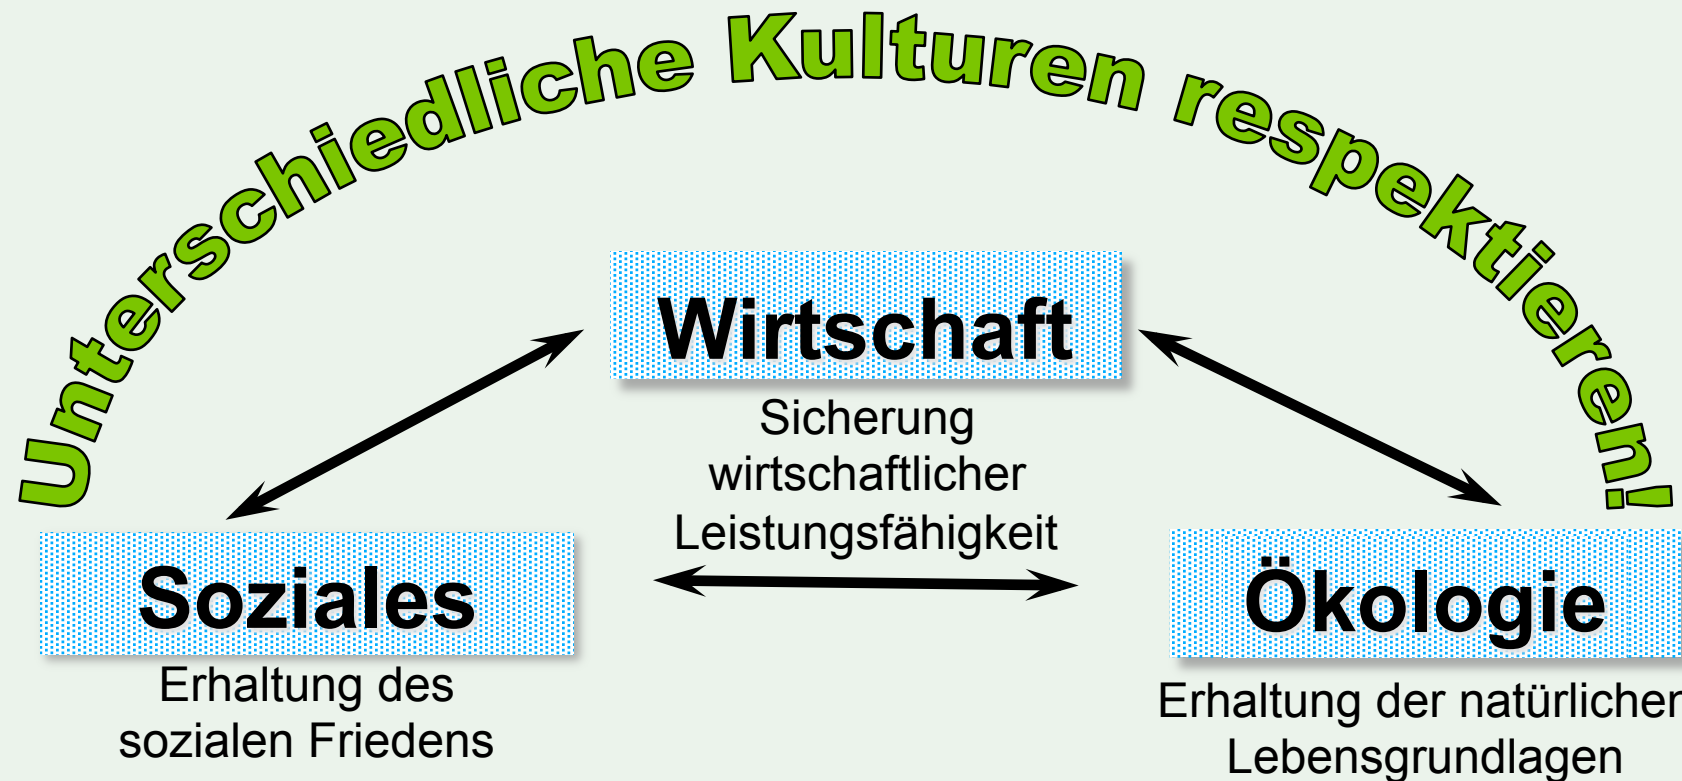 Unterschiedliche Kulturen respektieren!
Wirtschaft
Sicherung
wirtschaftlicher
Leistungsfähigkeit
Soziales
Erhaltung des
sozialen Friedens
Ökologie
Erhaltung der natürlichen
Lebensgrundlagen